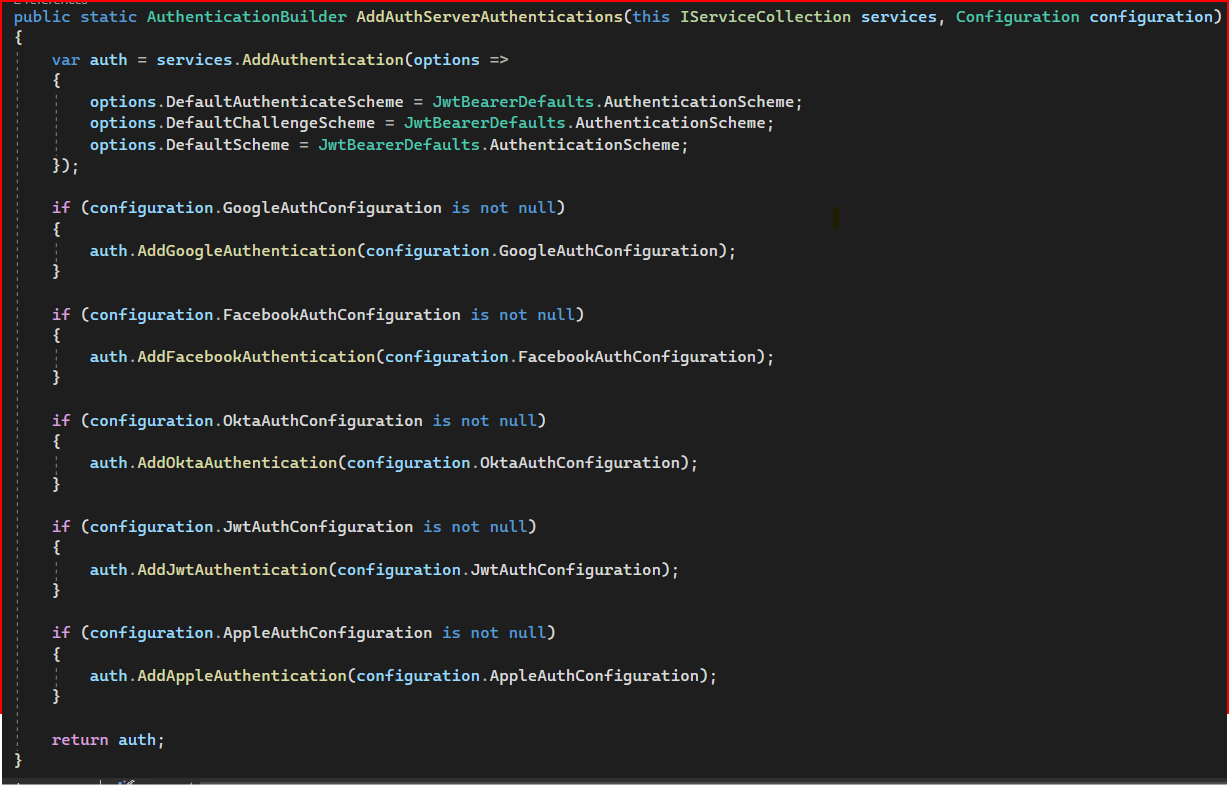 public static AuthenticationBuilder AddAuthServerAuthentications(this IServiceCollection services, Configuration configuration)
{
    var auth = services.AddAuthentication(options =>
    {
        options.DefaultAuthenticateScheme = JwtBearerDefaults.AuthenticationScheme;
        options.DefaultChallengeScheme = JwtBearerDefaults.AuthenticationScheme;
        options.DefaultScheme = JwtBearerDefaults.AuthenticationScheme;
    });

    if (configuration.GoogleAuthConfiguration is not null)
    {
        auth.AddGoogleAuthentication(configuration.GoogleAuthConfiguration);
    }

    if (configuration.FacebookAuthConfiguration is not null)
    {
        auth.AddFacebookAuthentication(configuration.FacebookAuthConfiguration);
    }

    if (configuration.OktaAuthConfiguration is not null)
    {
        auth.AddOktaAuthentication(configuration.OktaAuthConfiguration);
    }

    if (configuration.JwtAuthConfiguration is not null)
    {
        auth.AddJwtAuthentication(configuration.JwtAuthConfiguration);
    }

    if (configuration.AppleAuthConfiguration is not null)
    {
        auth.AddAppleAuthentication(configuration.AppleAuthConfiguration);
    }

    return auth;
}